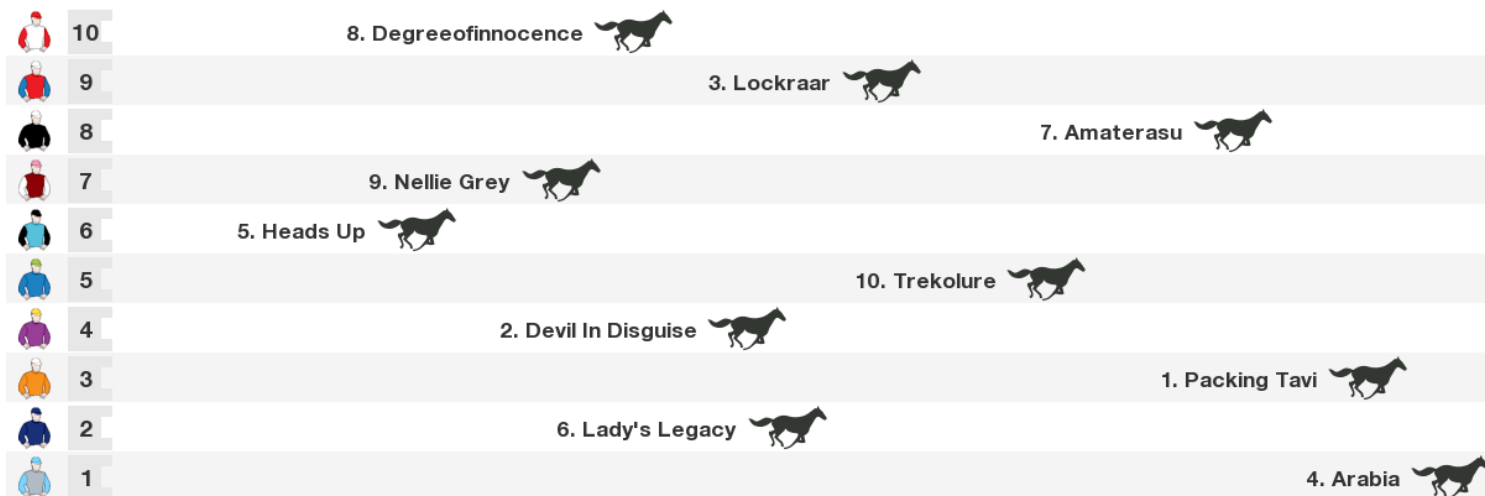 10 8. Degreeofinnocence
9 3. Lockraar
8 7. Amaterasu
7 9. Nellie Grey
6 5. Heads Up
5 10. Trekolure
4 2. Devil In Disguise
3 1. Packing Tavi
2 6. Lady's Legacy
1 4. Arabia